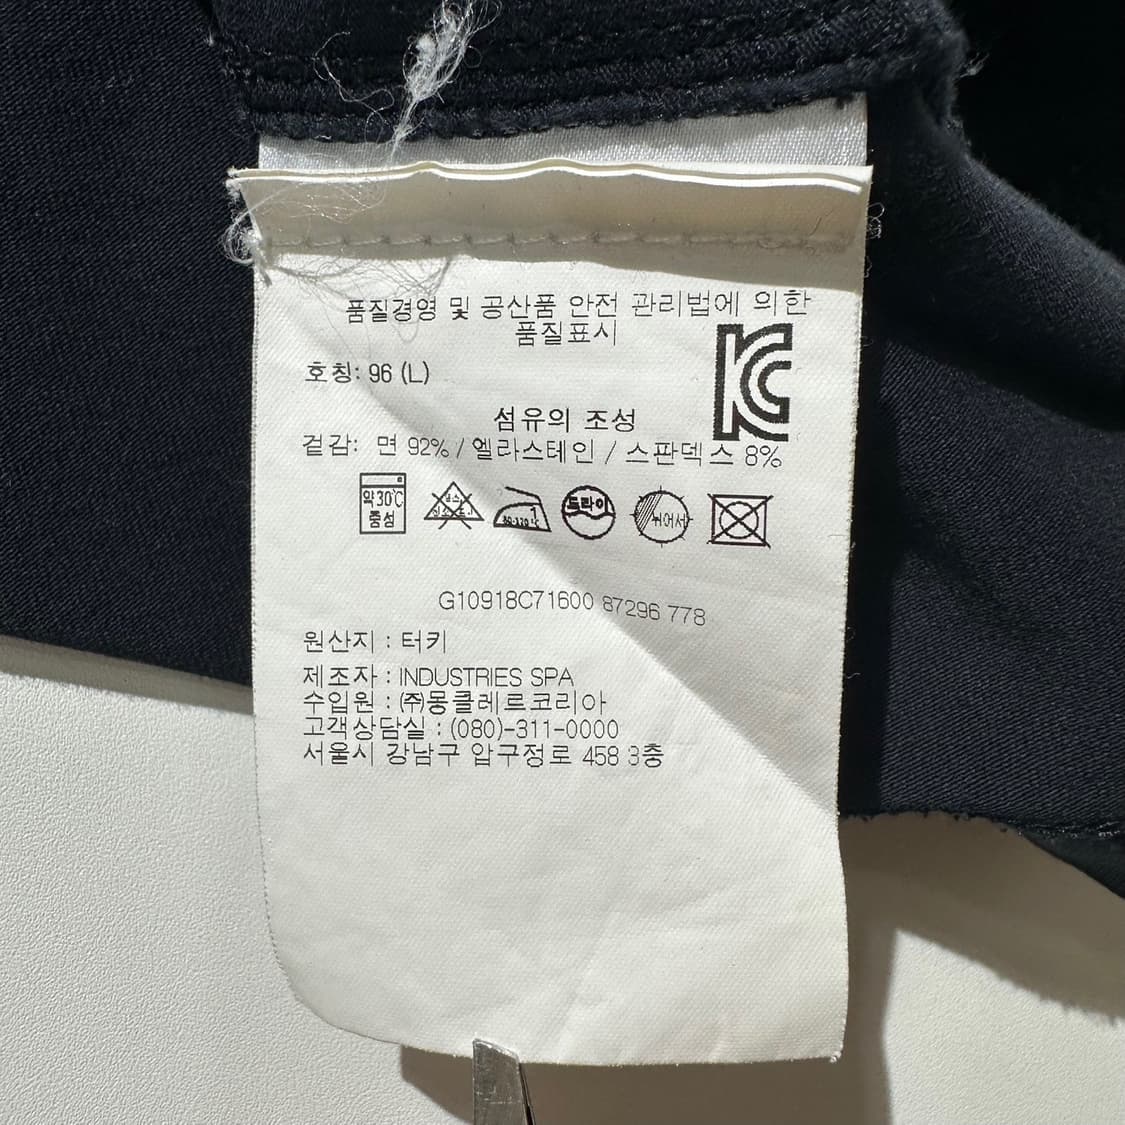 품질경영 및 공산품 안전 관리법에 의한
품질표시
KC
호칭: 96 (L)
섬유의 조성
겉감: 면 92% / 엘라스테인 / 스판덱스 8%
약30℃
중성
드라이
뉘어서
G10918C71600 87296 778
원산지 : 터키
제조자 : INDUSTRIES SPA
수입원 : ㈜몽클레르코리아
고객상담실 : (080)-311-0000
서울시 강남구 압구정로 458 3층